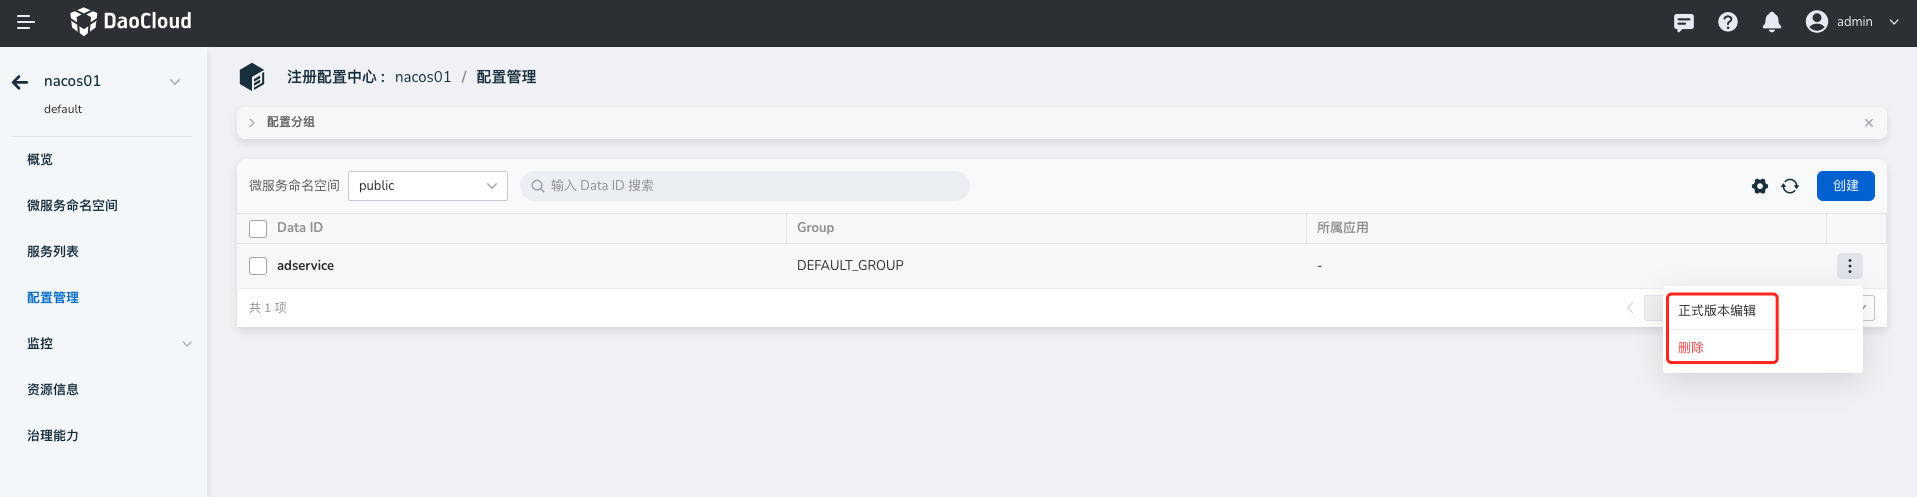 DaoCloud
admin
nacos01
default
概览
微服务命名空间
服务列表
配置管理
监控
资源信息
治理能力
注册配置中心： nacos01 / 配置管理
配置分组
微服务命名空间 public 输入 Data ID 搜索 创建
Data ID Group 所属应用
adservice DEFAULT_GROUP -
共 1 项
正式版本编辑
删除